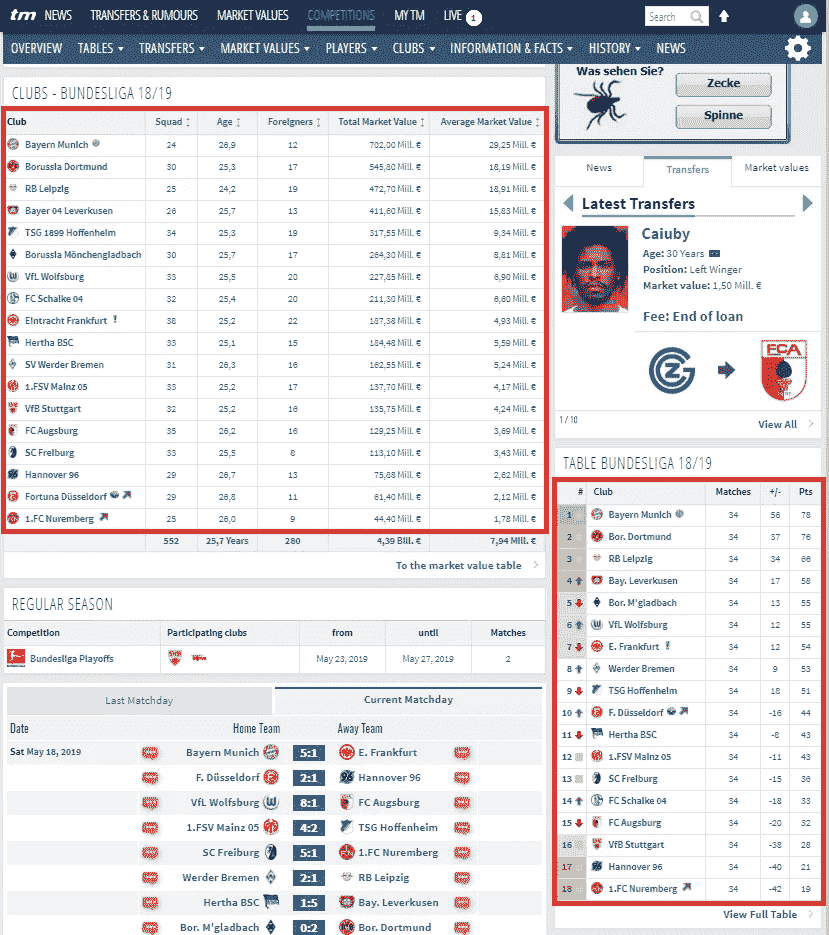 tm NEWS TRANSFERS & RUMOURS MARKET VALUES COMPETITIONS MY TM LIVE 1 Search
OVERVIEW TABLES TRANSFERS MARKET VALUES PLAYERS CLUBS INFORMATION & FACTS HISTORY NEWS
CLUBS - BUNDESLIGA 18/19
Club Squad Age Foreigners Total Market Value Average Market Value
Bayern Munich 24 26,9 12 702,00 Mill. € 29,25 Mill. €
Borussia Dortmund 30 25,3 17 545,80 Mill. € 18,19 Mill. €
RB Leipzig 25 24,2 19 472,70 Mill. € 18,91 Mill. €
Bayer 04 Leverkusen 26 25,7 13 411,60 Mill. € 15,83 Mill. €
TSG 1899 Hoffenheim 34 25,3 19 317,55 Mill. € 9,34 Mill. €
Borussia Mönchengladbach 30 25,7 17 264,30 Mill. € 8,81 Mill. €
VfL Wolfsburg 33 25,5 20 227,85 Mill. € 6,90 Mill. €
FC Schalke 04 32 25,4 20 211,30 Mill. € 6,60 Mill. €
Eintracht Frankfurt 38 25,2 22 187,38 Mill. € 4,93 Mill. €
Hertha BSC 33 25,1 15 184,48 Mill. € 5,59 Mill. €
SV Werder Bremen 31 26,3 16 162,55 Mill. € 5,24 Mill. €
1.FSV Mainz 05 33 25,2 17 137,70 Mill. € 4,17 Mill. €
VfB Stuttgart 32 25,2 16 135,75 Mill. € 4,24 Mill. €
FC Augsburg 35 26,2 16 129,25 Mill. € 3,69 Mill. €
SC Freiburg 33 25,5 8 113,10 Mill. € 3,43 Mill. €
Hannover 96 29 26,7 13 75,88 Mill. € 2,62 Mill. €
Fortuna Düsseldorf 29 26,8 11 61,40 Mill. € 2,12 Mill. €
1.FC Nuremberg 25 26,0 9 44,40 Mill. € 1,78 Mill. €
552 25,7 Years 280 4,39 Bill. € 7,94 Mill. €
To the market value table
REGULAR SEASON
Competition Participating clubs from until Matches
Bundesliga Playoffs May 23, 2019 May 27, 2019 2
Last Matchday Current Matchday
Date Home Team Away Team
Sat May 18, 2019 Bayern Munich 5:1 E. Frankfurt
F. Düsseldorf 2:1 Hannover 96
VfL Wolfsburg 8:1 FC Augsburg
1.FSV Mainz 05 4:2 TSG Hoffenheim
SC Freiburg 5:1 1.FC Nuremberg
Werder Bremen 2:1 RB Leipzig
Hertha BSC 1:5 Bay. Leverkusen
Bor. M'gladbach 0:2 Bor. Dortmund
Was sehen Sie?
Zecke
Spinne
News Transfers Market values
Latest Transfers
Caiuby
Age: 30 Years
Position: Left Winger
Market value: 1,50 Mill. €
Fee: End of loan
FCA
1907
1 / 10 View All
TABLE BUNDESLIGA 18/19
# Club Matches +/- Pts
1 Bayern Munich 34 56 78
2 Bor. Dortmund 34 37 76
3 RB Leipzig 34 34 66
4 Bay. Leverkusen 34 17 58
5 Bor. M'gladbach 34 13 55
6 VfL Wolfsburg 34 12 55
7 E. Frankfurt 34 12 54
8 Werder Bremen 34 9 53
9 TSG Hoffenheim 34 18 51
10 F. Düsseldorf 34 -16 44
11 Hertha BSC 34 -8 43
12 1.FSV Mainz 05 34 -11 43
13 SC Freiburg 34 -15 36
14 FC Schalke 04 34 -18 33
15 FC Augsburg 34 -20 32
16 VfB Stuttgart 34 -38 28
17 Hannover 96 34 -40 21
18 1.FC Nuremberg 34 -42 19
View Full Table